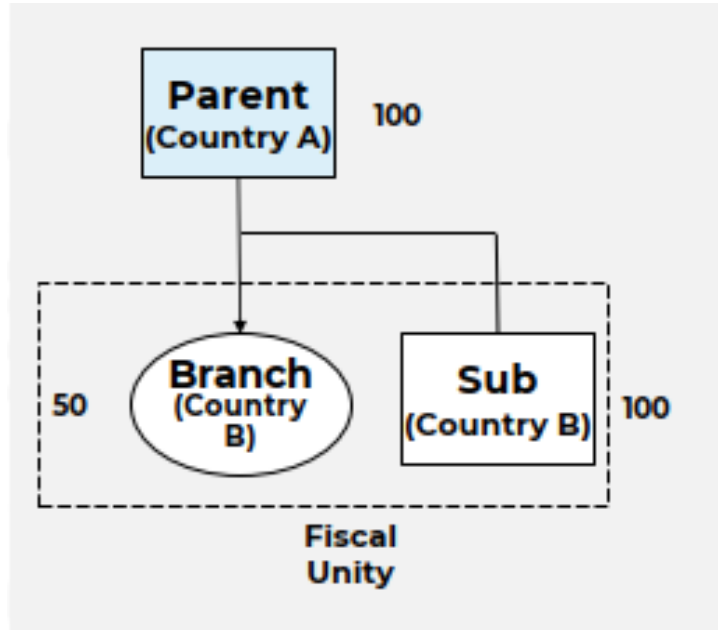 Parent
(Country A)
100
50
Branch
(Country
B)
Sub
(Country B)
100
Fiscal
Unity